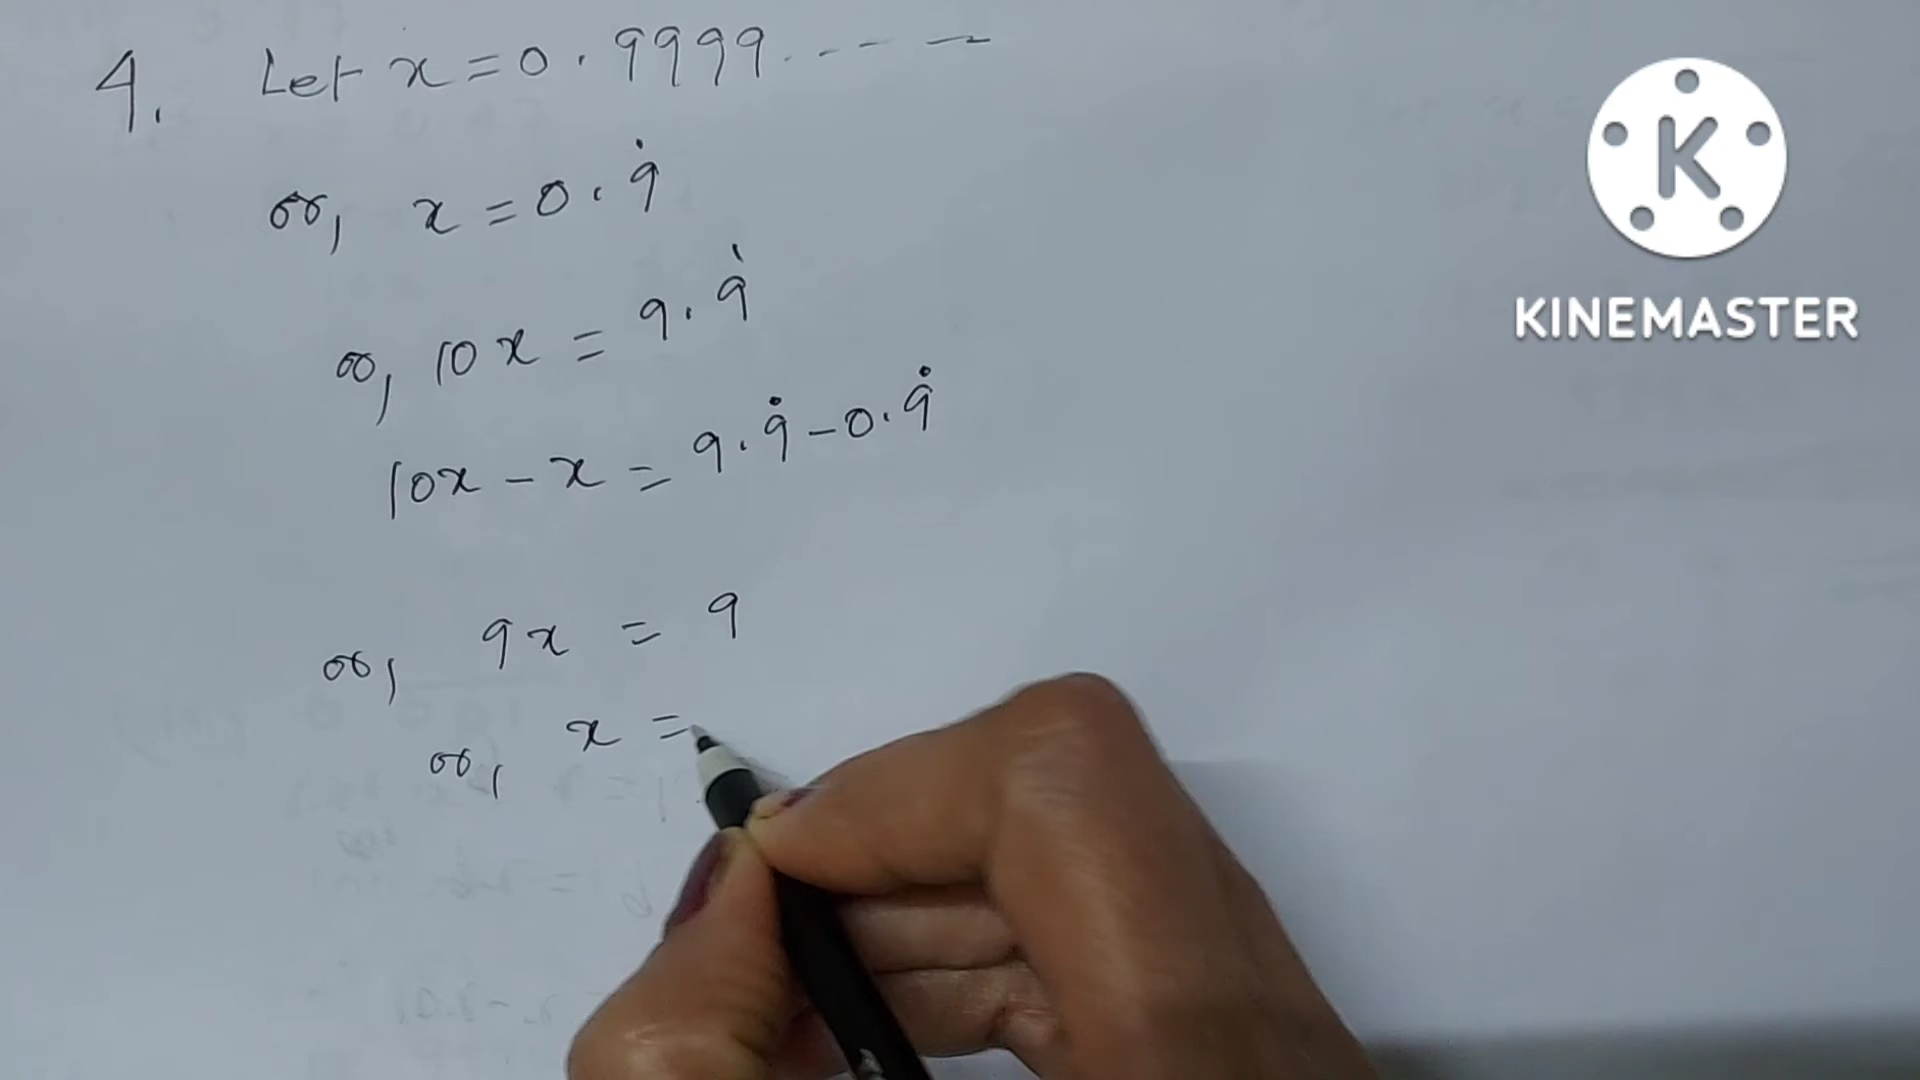 4. Let x = 0.9999.------
or, x = 0.9̇
or, 10x = 9.9̇
10x - x = 9.9̇ - 0.9̇
or, 9x = 9
or, x =
K
KINEMASTER